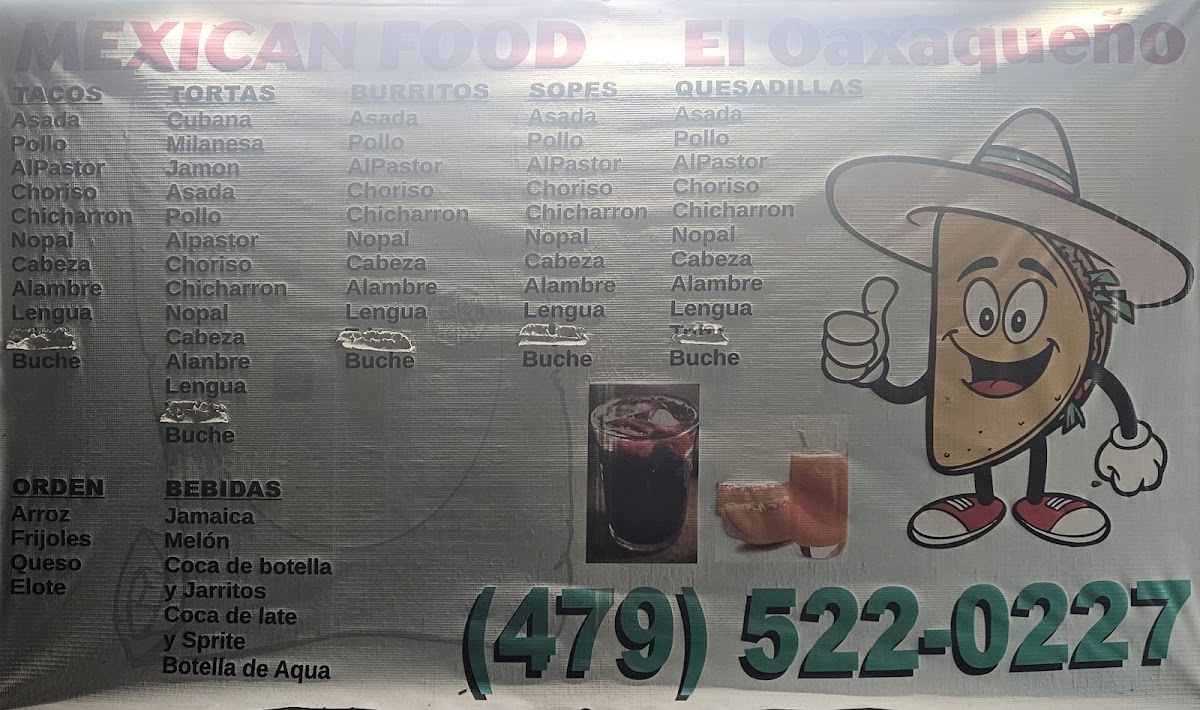 MEXICAN FOOD El Oaxaqueño
TACOS
Asada
Pollo
AlPastor
Choriso
Chicharron
Nopal
Cabeza
Alambre
Lengua
Buche
TORTAS
Cubana
Milanesa
Jamon
Asada
Pollo
Alpastor
Choriso
Chicharron
Nopal
Cabeza
Alanbre
Lengua
Buche
BURRITOS
Asada
Pollo
AlPastor
Choriso
Chicharron
Nopal
Cabeza
Alambre
Lengua
Buche
SOPES
Asada
Pollo
AlPastor
Choriso
Chicharron
Nopal
Cabeza
Alambre
Lengua
Buche
QUESADILLAS
Asada
Pollo
AlPastor
Choriso
Chicharron
Nopal
Cabeza
Alambre
Lengua
Buche
ORDEN
Arroz
Frijoles
Queso
Elote
BEBIDAS
Jamaica
Melón
Coca de botella
y Jarritos
Coca de late
y Sprite
Botella de Aqua
(479) 522-0227